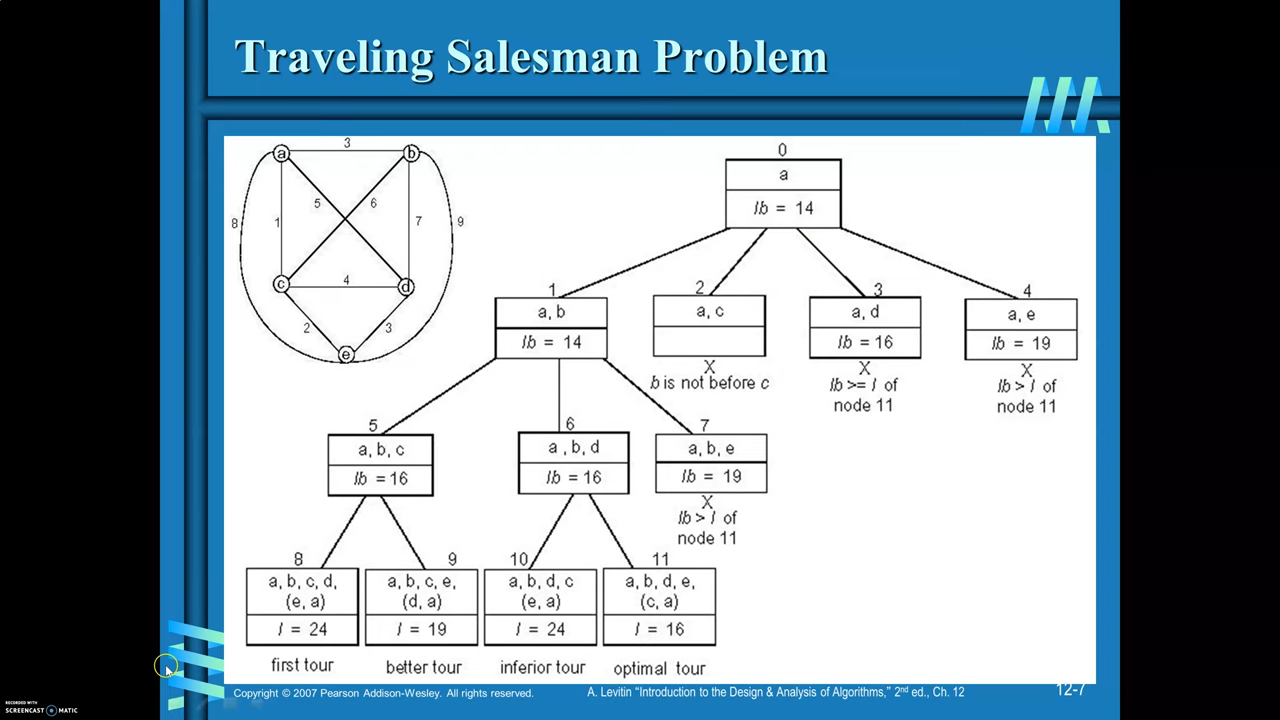 Traveling Salesman Problem
3
a
b
5
6
8
1
7
9
c
4
d
2
3
e
0
a
lb = 14
1
a, b
lb = 14
2
a, c
X
b is not before c
3
a, d
lb = 16
X
lb >= l of
node 11
4
a, e
lb = 19
X
lb > l of
node 11
5
a, b, c
lb = 16
6
a , b, d
lb = 16
7
a, b, e
lb = 19
X
lb > l of
node 11
8
a, b, c, d,
(e, a)
l = 24
first tour
9
a, b, c, e,
(d, a)
l = 19
better tour
10
a, b, d, c
(e, a)
l = 24
inferior tour
11
a, b, d, e,
(c, a)
l = 16
optimal tour
Copyright © 2007 Pearson Addison-Wesley. All rights reserved.
A. Levitin “Introduction to the Design & Analysis of Algorithms,” 2nd ed., Ch. 12
12-7
RECORDED WITH
SCREENCAST MATIC